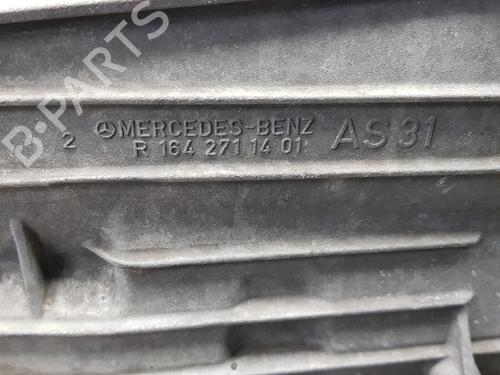 B-PARTS
2 MERCEDES-BENZ AS 31
R 164 271 14 01